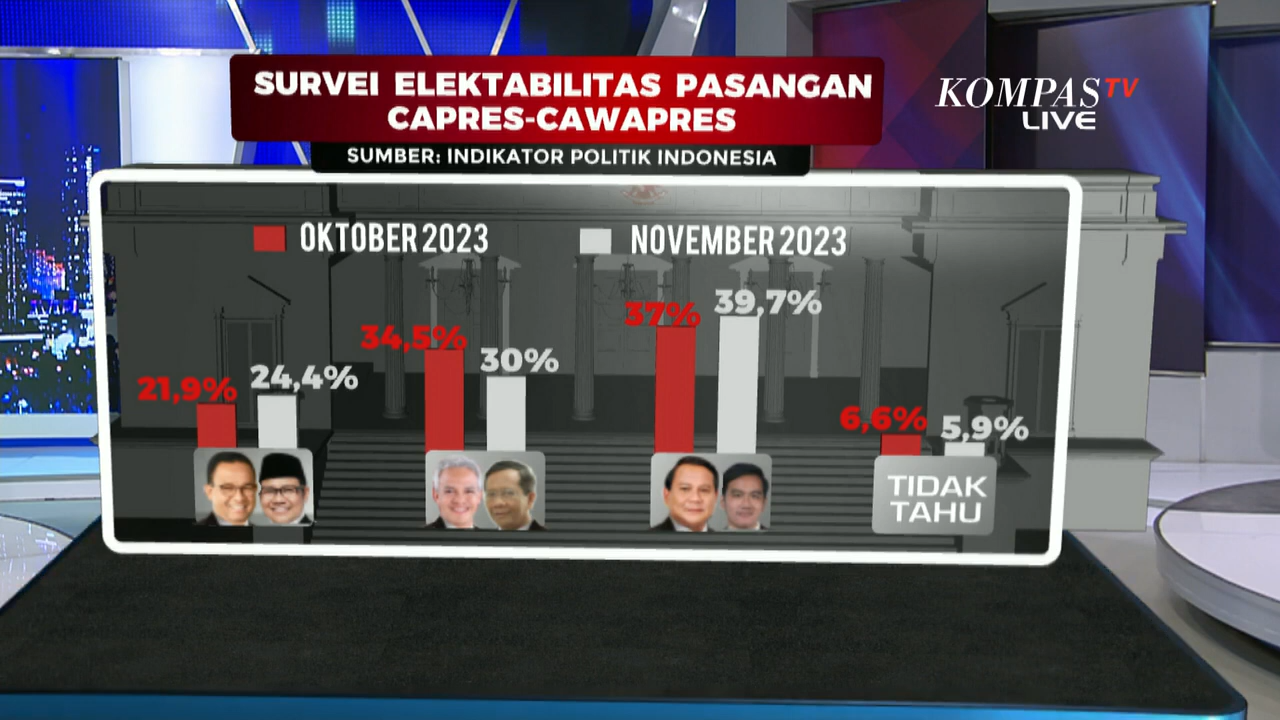 SURVEI ELEKTABILITAS PASANGAN
CAPRES-CAWAPRES
SUMBER: INDIKATOR POLITIK INDONESIA
KOMPASTV
LIVE
OKTOBER 2023
NOVEMBER 2023
21,9%
24,4%
34,5%
30%
37%
39,7%
6,6%
5,9%
TIDAK
TAHU